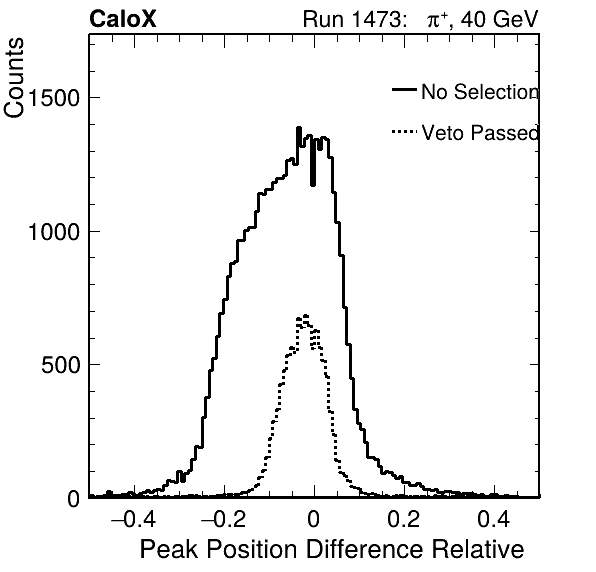 CaloX Run 1473: π⁺, 40 GeV
Counts
1500
1000
500
0
No Selection
Veto Passed
−0.4 −0.2 0 0.2 0.4
Peak Position Difference Relative